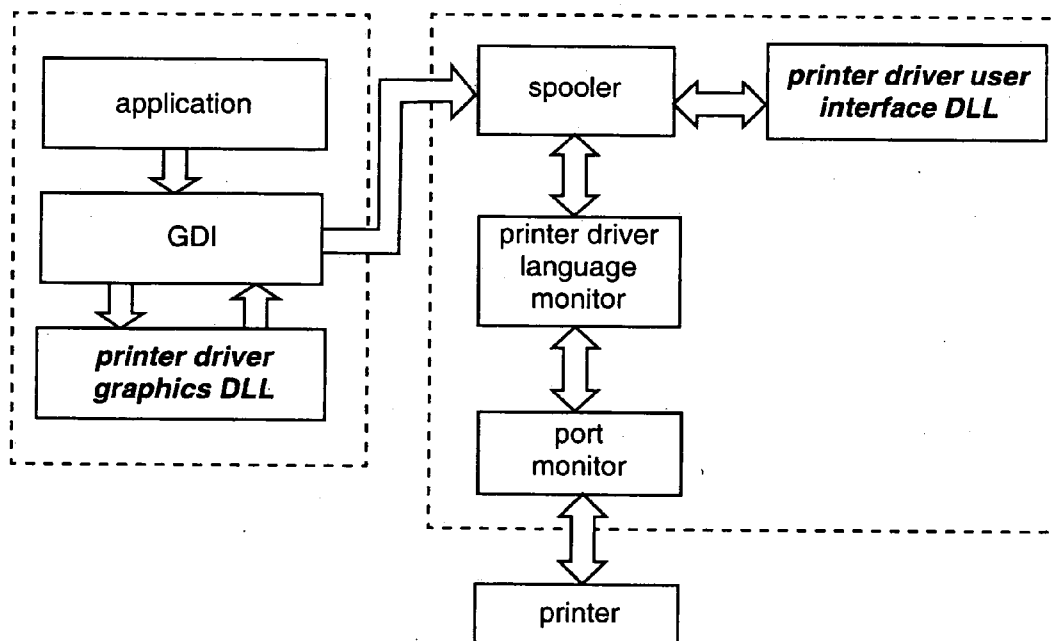 application
GDI
printer driver
graphics DLL
spooler
printer driver user
interface DLL
printer driver
language
monitor
port
monitor
printer